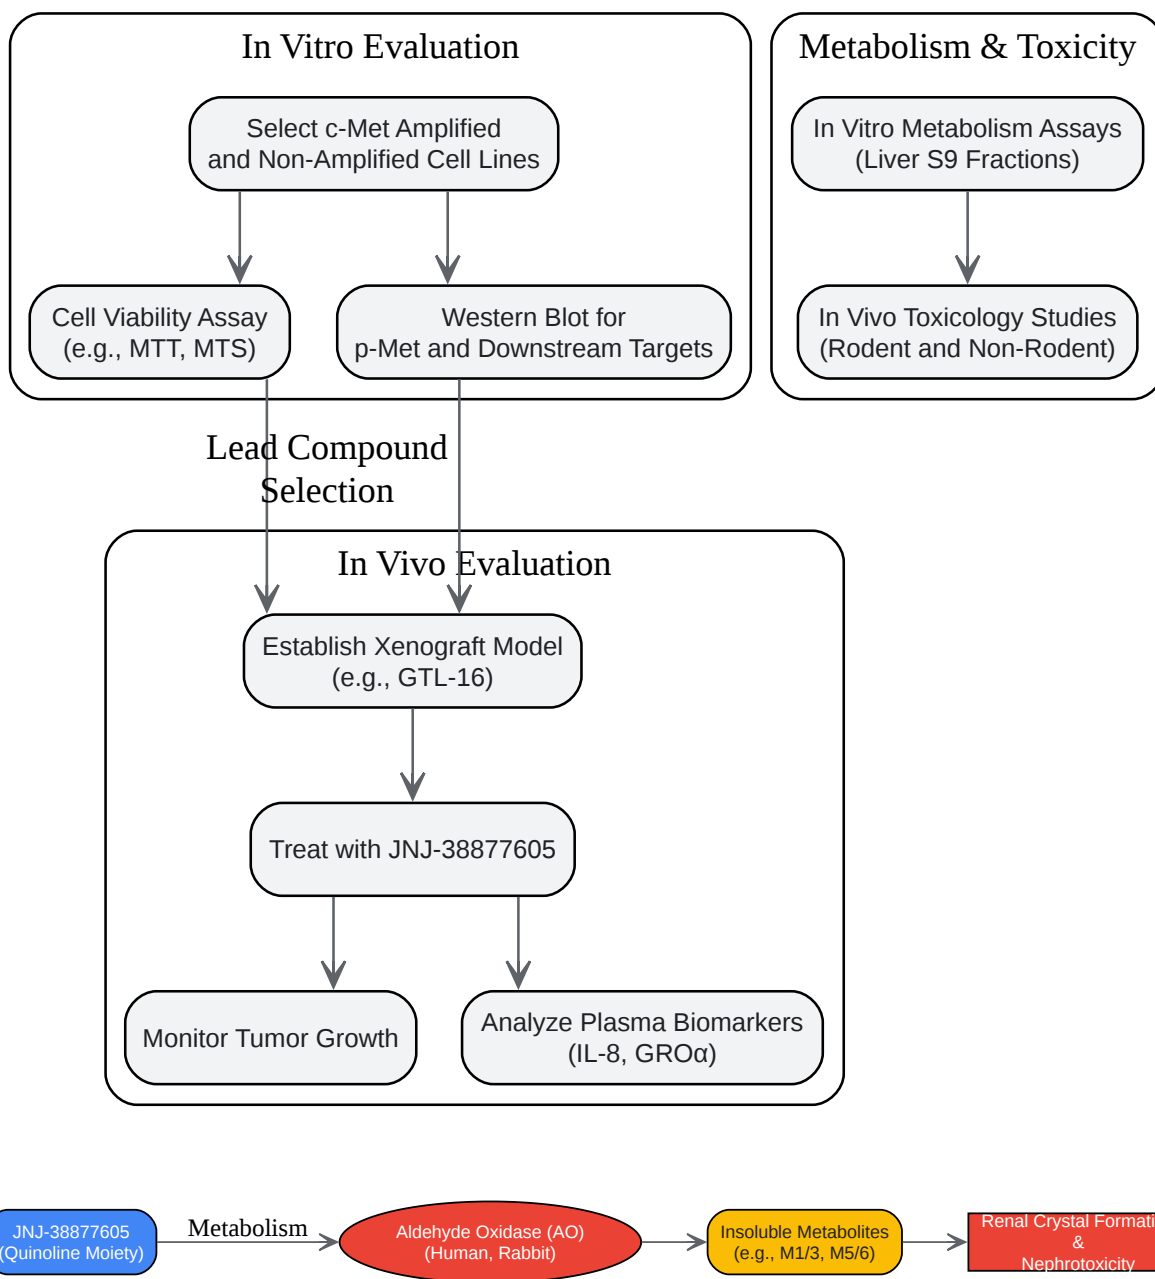 In Vitro Evaluation
Select c-Met Amplified
and Non-Amplified Cell Lines
Cell Viability Assay
(e.g., MTT, MTS)
Western Blot for
p-Met and Downstream Targets
Metabolism & Toxicity
In Vitro Metabolism Assays
(Liver S9 Fractions)
In Vivo Toxicology Studies
(Rodent and Non-Rodent)
Lead Compound
Selection
In Vivo Evaluation
Establish Xenograft Model
(e.g., GTL-16)
Treat with JNJ-38877605
Monitor Tumor Growth
Analyze Plasma Biomarkers
(IL-8, GROα)
JNJ-38877605
(Quinoline Moiety)
Metabolism
Aldehyde Oxidase (AO)
(Human, Rabbit)
Insoluble Metabolites
(e.g., M1/3, M5/6)
Renal Crystal Formati
&
Nephrotoxicity